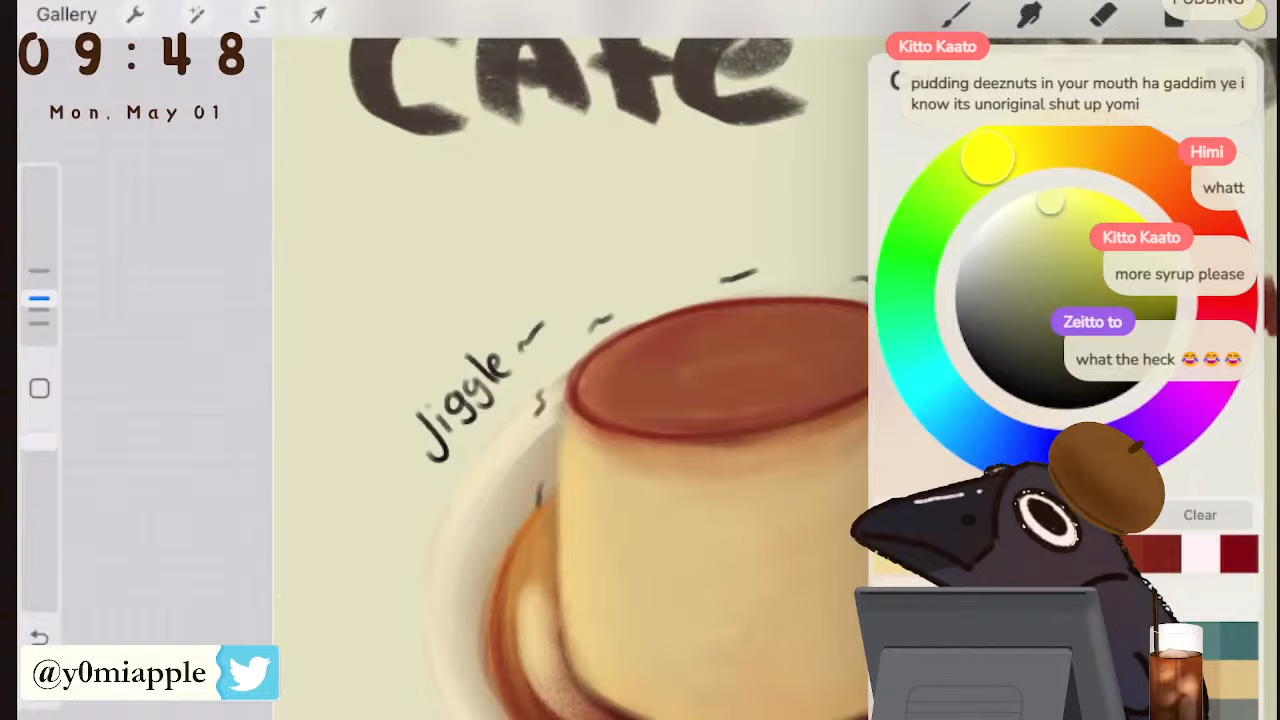 Gallery
09:48
Mon, May 01
CAFE
Jiggle ~
PUDDING
Kitto Kaato
pudding deeznuts in your mouth ha gaddim ye i
know its unoriginal shut up yomi
Himi
whatt
Kitto Kaato
more syrup please
Zeitto to
what the heck 😂 😂 😂
Clear
@y0miapple